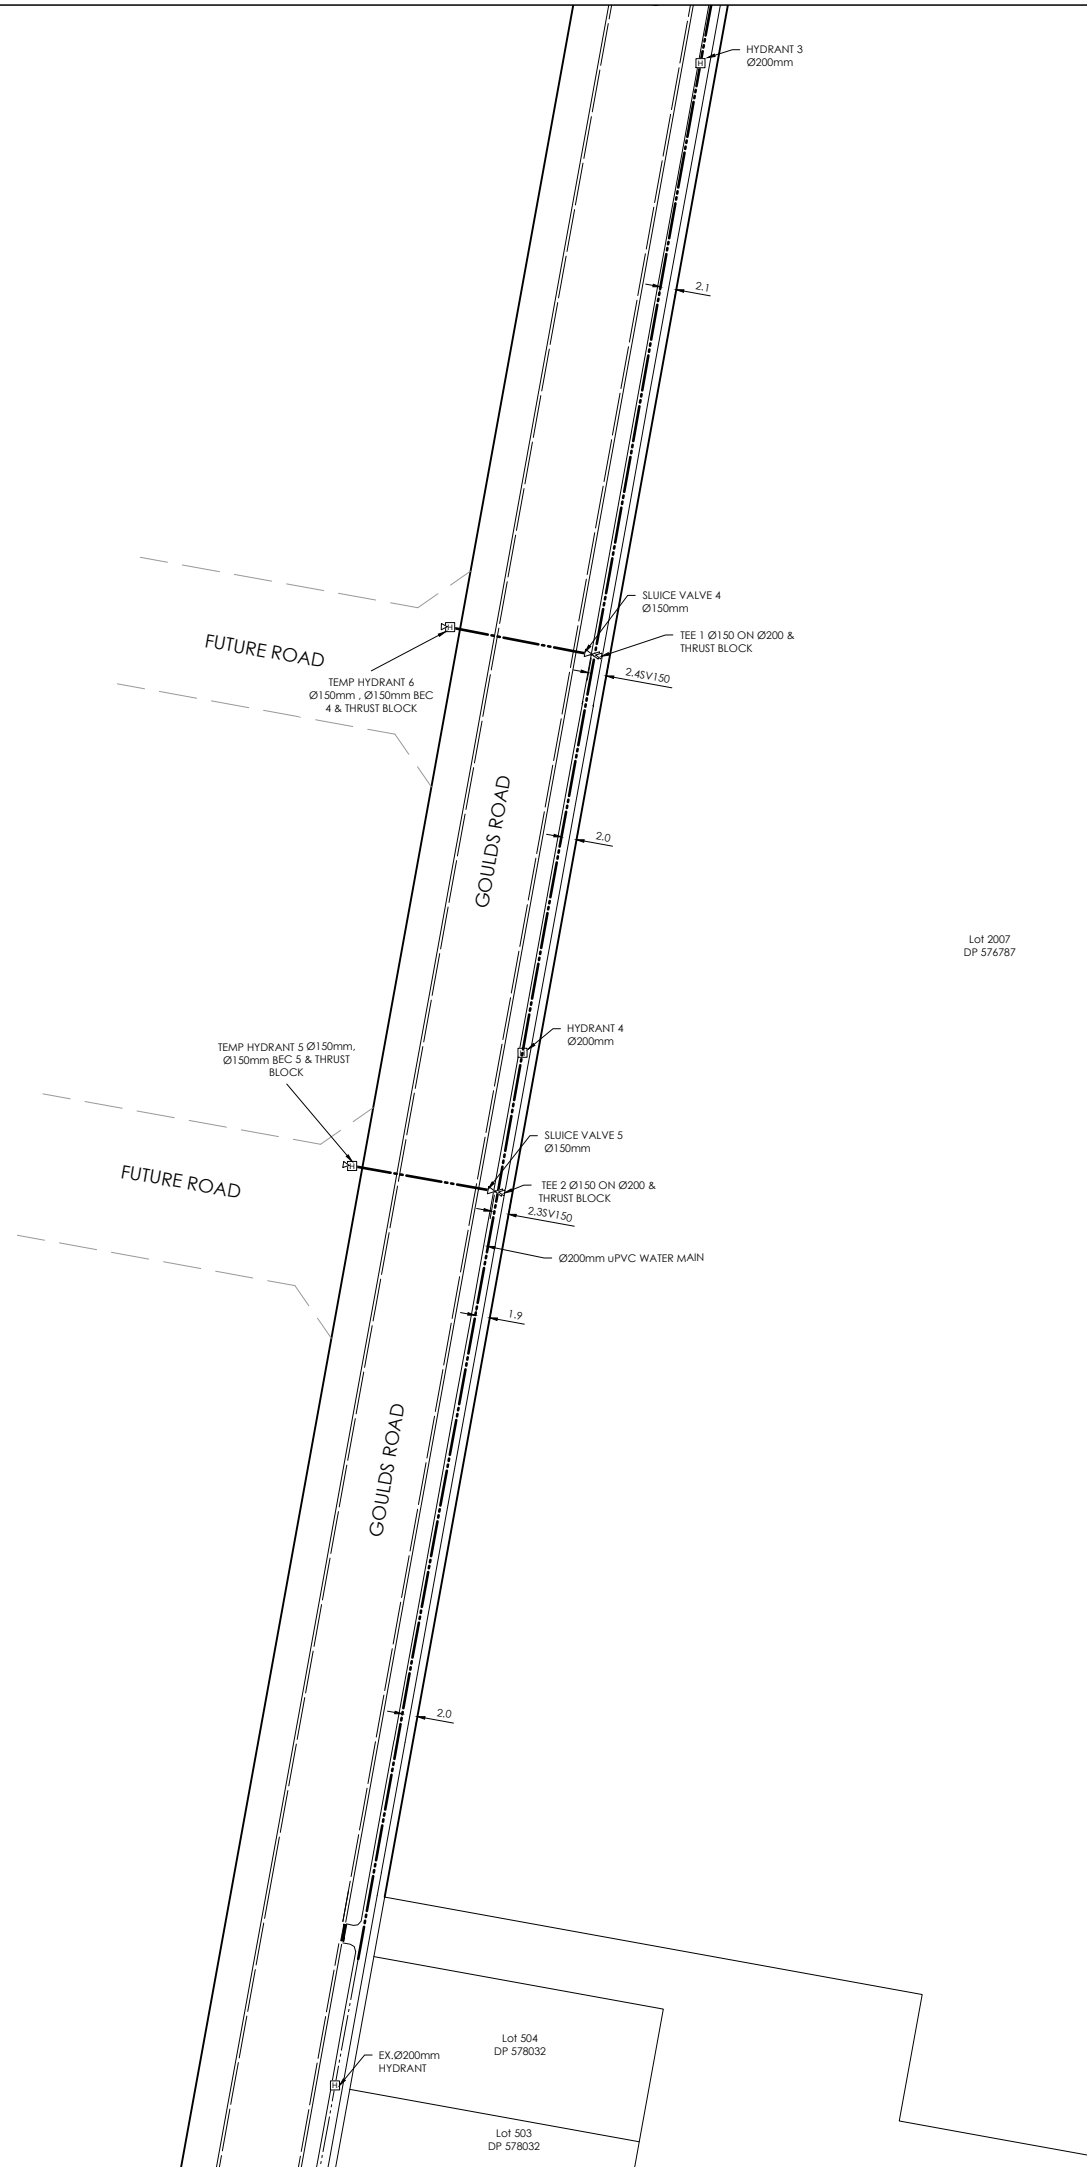 HYDRANT 3
Ø200mm
2.1
SLUICE VALVE 4
Ø150mm
TEE 1 Ø150 ON Ø200 &
THRUST BLOCK
FUTURE ROAD
H
H
TEMP HYDRANT 6
Ø150mm , Ø150mm BEC
4 & THRUST BLOCK
2.4SV150
GOULDS ROAD
2.0
Lot 2007
DP 576787
HYDRANT 4
Ø200mm
TEMP HYDRANT 5 Ø150mm,
Ø150mm BEC 5 & THRUST
BLOCK
SLUICE VALVE 5
Ø150mm
H
FUTURE ROAD
TEE 2 Ø150 ON Ø200 &
THRUST BLOCK
2.3SV150
Ø200mm uPVC WATER MAIN
1.9
GOULDS ROAD
2.0
Lot 504
DP 578032
EX.Ø200mm
HYDRANT
H
Lot 503
DP 578032